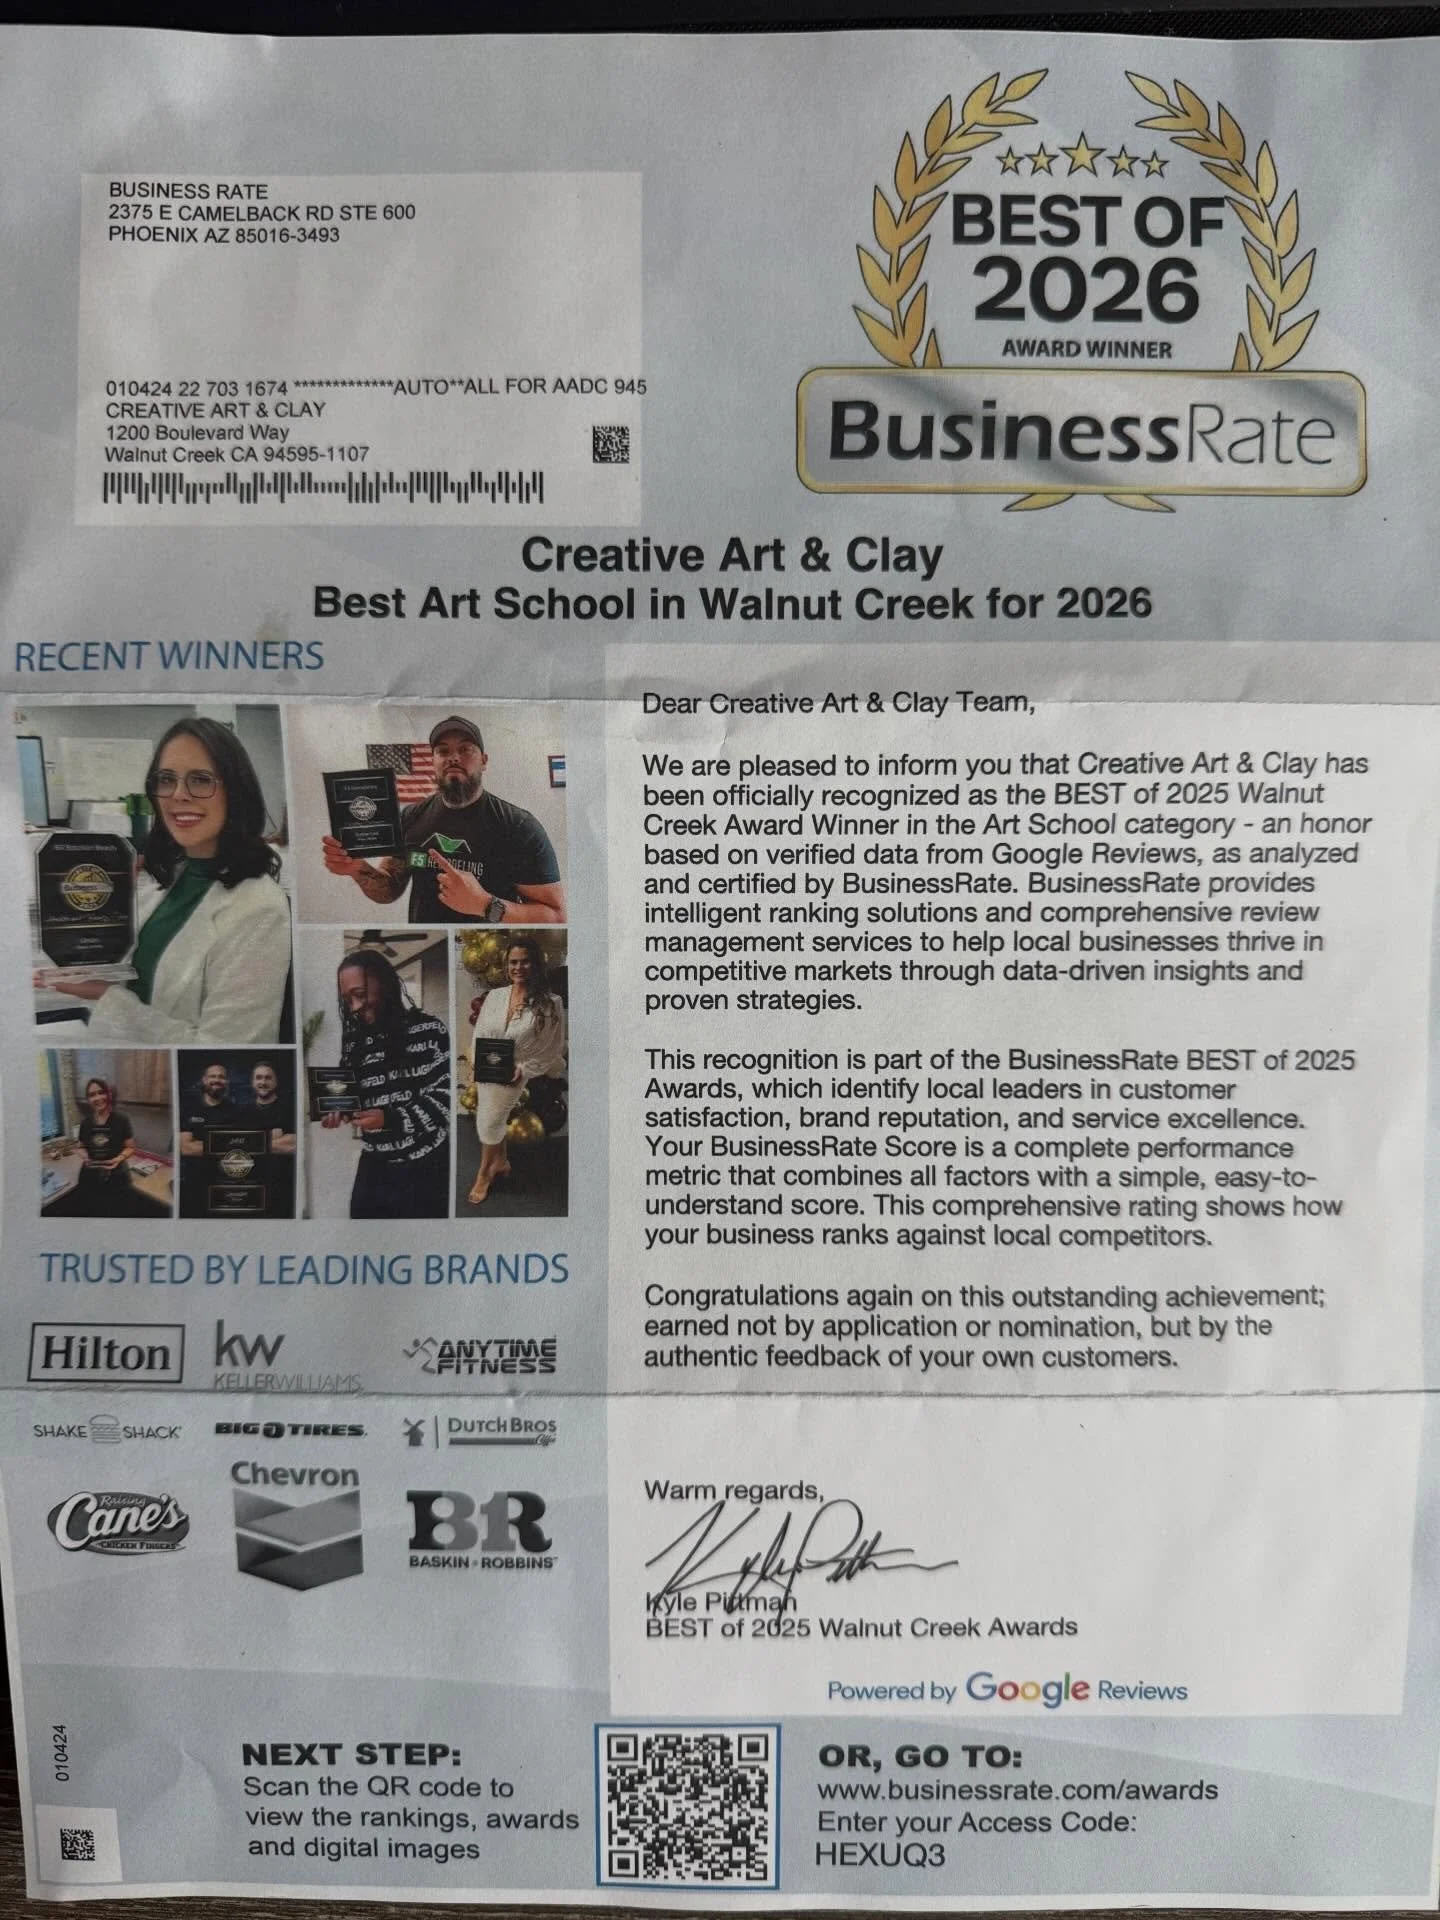 BUSINESS RATE
2375 E CAMELBACK RD STE 600
PHOENIX AZ 85016-3493
BEST OF
2026
AWARD WINNER
BusinessRate
010424 22 703 1674 *************AUTO**ALL FOR AADC 945
CREATIVE ART & CLAY
1200 Boulevard Way
Walnut Creek CA 94595-1107
Creative Art & Clay
Best Art School in Walnut Creek for 2026
RECENT WINNERS
TRUSTED BY LEADING BRANDS
Hilton
kw
KELLERWILLIAMS
ANYTIME
FITNESS
SHAKE SHACK
BIG O TIRES
DUTCH BROS
Raising
Cane's
CHICKEN FINGERS
Chevron
BR
BASKIN ROBBINS
Dear Creative Art & Clay Team,
We are pleased to inform you that Creative Art & Clay has
been officially recognized as the BEST of 2025 Walnut
Creek Award Winner in the Art School category - an honor
based on verified data from Google Reviews, as analyzed
and certified by BusinessRate. BusinessRate provides
intelligent ranking solutions and comprehensive review
management services to help local businesses thrive in
competitive markets through data-driven insights and
proven strategies.
This recognition is part of the BusinessRate BEST of 2025
Awards, which identify local leaders in customer
satisfaction, brand reputation, and service excellence.
Your BusinessRate Score is a complete performance
metric that combines all factors with a simple, easy-to-
understand score. This comprehensive rating shows how
your business ranks against local competitors.
Congratulations again on this outstanding achievement;
earned not by application or nomination, but by the
authentic feedback of your own customers.
Warm regards,
Kyle Pittman
Kyle Pittman
BEST of 2025 Walnut Creek Awards
Powered by Google Reviews
010424
NEXT STEP:
Scan the QR code to
view the rankings, awards
and digital images
OR, GO TO:
www.businessrate.com/awards
Enter your Access Code:
HEXUQ3